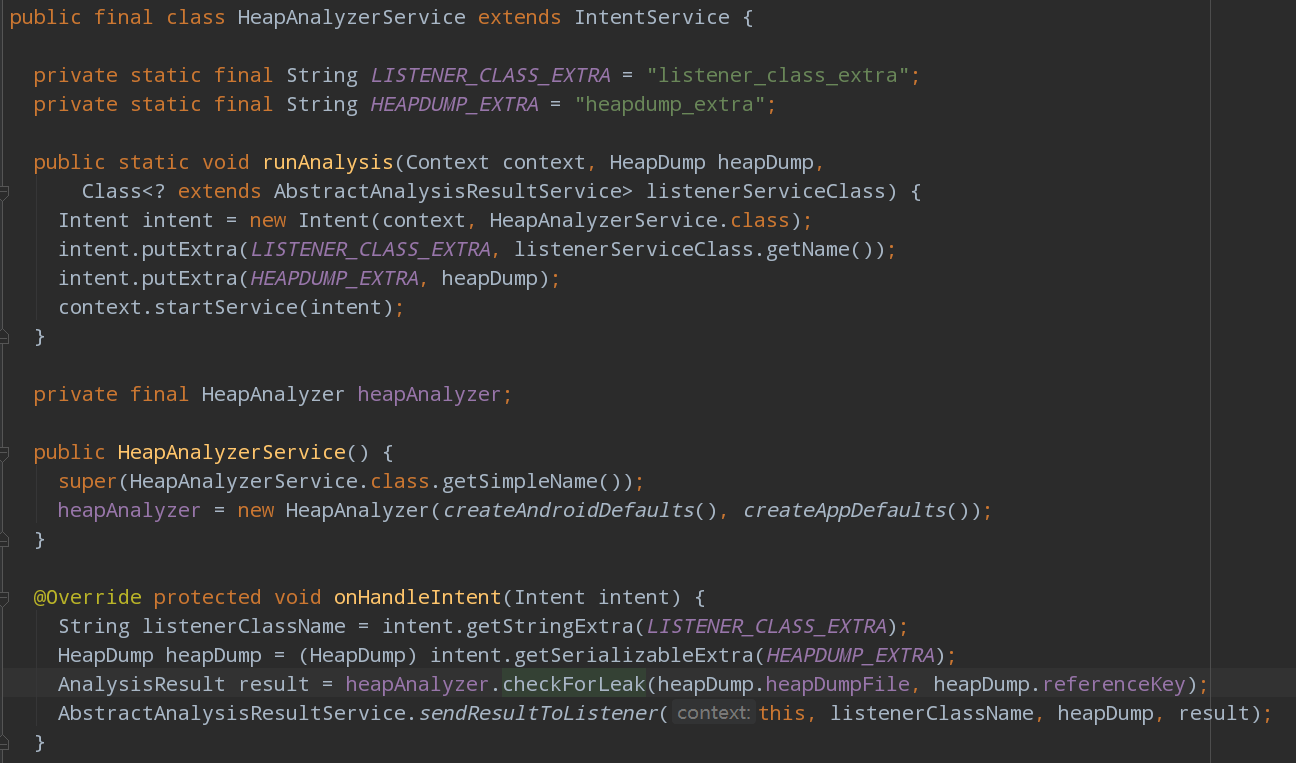 public final class HeapAnalyzerService extends IntentService {
private static final String LISTENER_CLASS_EXTRA = "listener_class_extra";
private static final String HEAPDUMP_EXTRA = "heapdump_extra";
public static void runAnalysis(Context context, HeapDump heapDump,
Class<? extends AbstractAnalysisResultService> listenerServiceClass) {
Intent intent = new Intent(context, HeapAnalyzerService.class);
intent.putExtra(LISTENER_CLASS_EXTRA, listenerServiceClass.getName());
intent.putExtra(HEAPDUMP_EXTRA, heapDump);
context.startService(intent);
}
private final HeapAnalyzer heapAnalyzer;
public HeapAnalyzerService() {
super(HeapAnalyzerService.class.getSimpleName());
heapAnalyzer = new HeapAnalyzer(createAndroidDefaults(), createAppDefaults());
}
@Override protected void onHandleIntent(Intent intent) {
String listenerClassName = intent.getStringExtra(LISTENER_CLASS_EXTRA);
HeapDump heapDump = (HeapDump) intent.getSerializableExtra(HEAPDUMP_EXTRA);
AnalysisResult result = heapAnalyzer.checkForLeak(heapDump.heapDumpFile, heapDump.referenceKey);
AbstractAnalysisResultService.sendResultToListener( context: this, listenerClassName, heapDump, result);
}